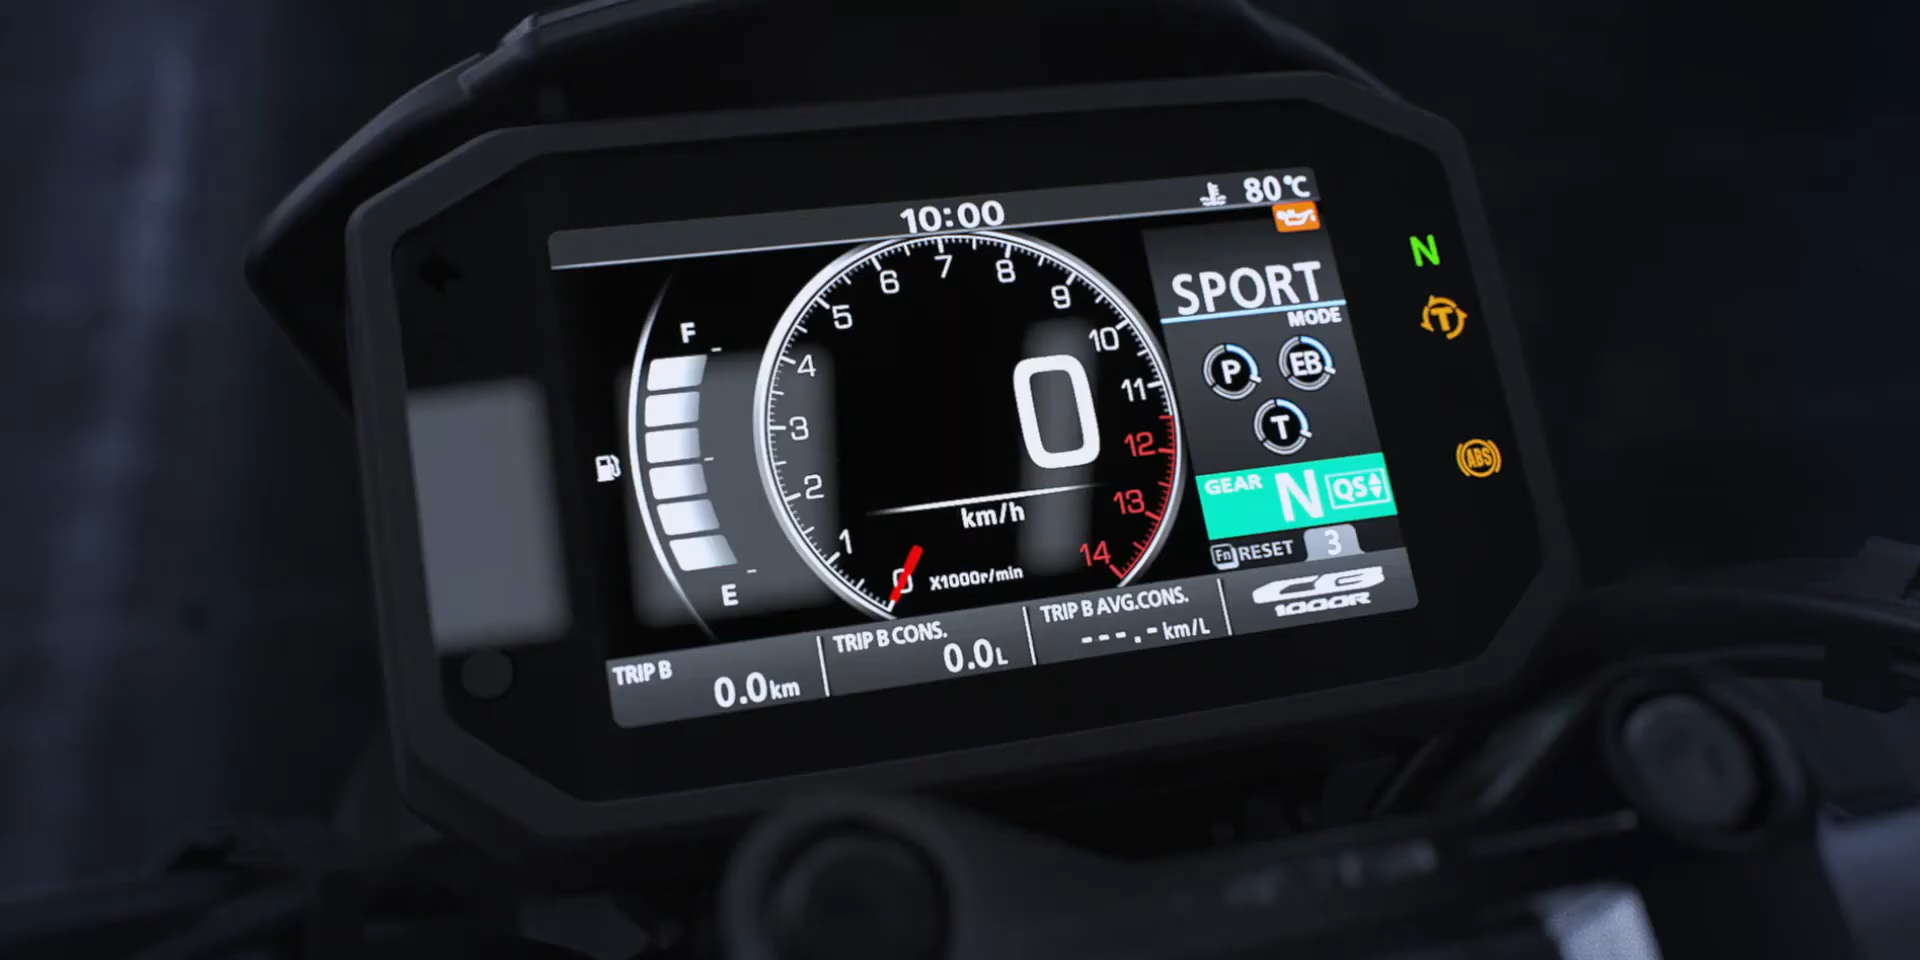 10:00
80℃
F
E
0
1
2
3
4
5
6
7
8
9
10
11
12
13
14
X1000r/min
0
km/h
SPORT
MODE
P
EB
T
GEAR N QS
Fn RESET 3
TRIP B
0.0km
TRIP B CONS.
0.0L
TRIP B AVG.CONS.
---.-km/L
CB
1000R
N
T
ABS